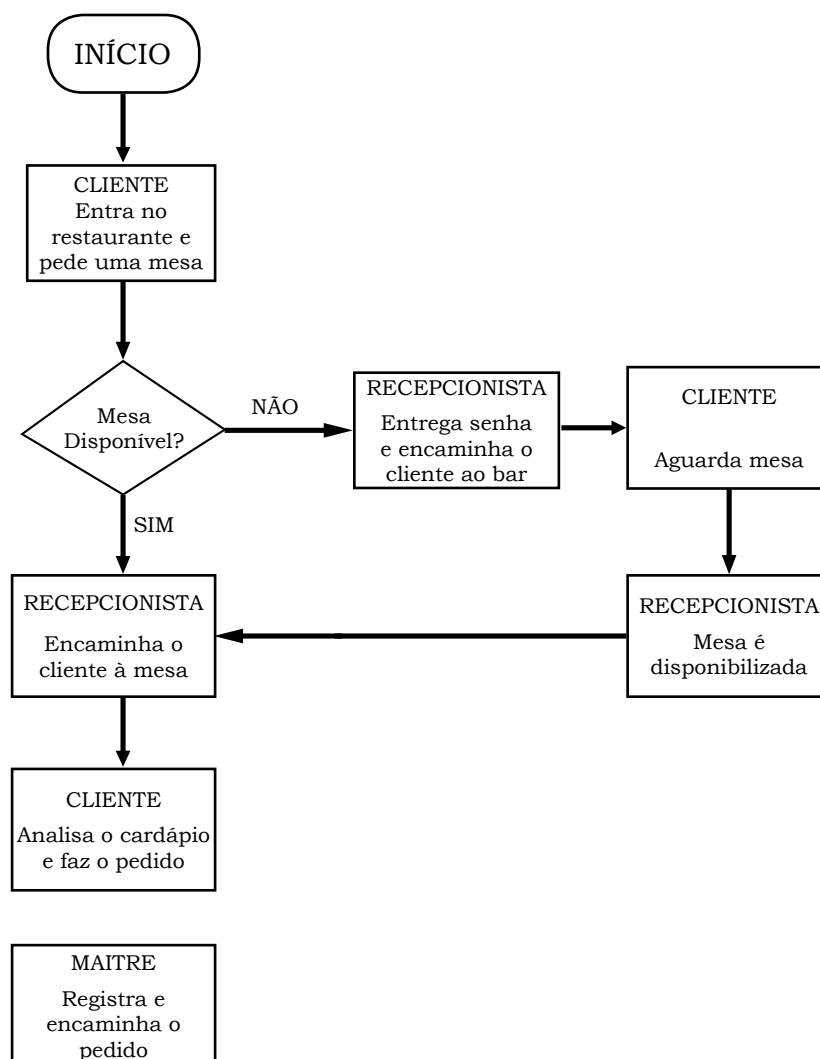 INÍCIO
CLIENTE
Entra no
restaurante e
pede uma mesa
Mesa
Disponível?
NÃO
RECEPCIONISTA
Entrega senha
e encaminha o
cliente ao bar
CLIENTE
Aguarda mesa
SIM
RECEPCIONISTA
Encaminha o
cliente à mesa
RECEPCIONISTA
Mesa é
disponibilizada
CLIENTE
Analisa o cardápio
e faz o pedido
MAITRE
Registra e
encaminha o
pedido